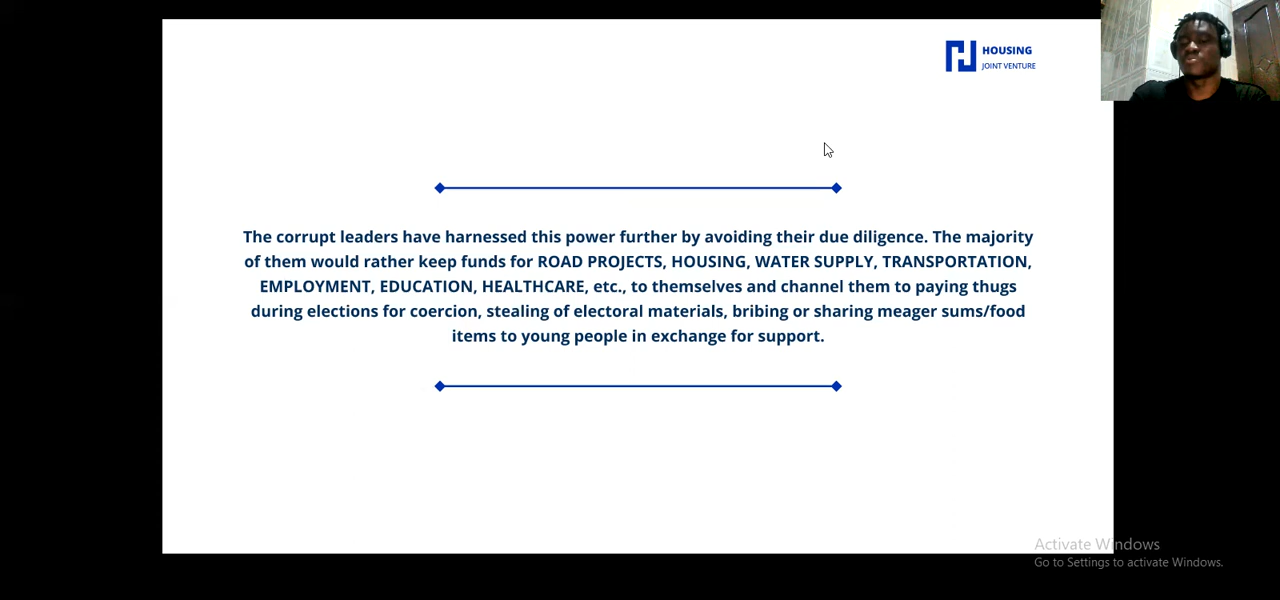 HOUSING
JOINT VENTURE
The corrupt leaders have harnessed this power further by avoiding their due diligence. The majority
of them would rather keep funds for ROAD PROJECTS, HOUSING, WATER SUPPLY, TRANSPORTATION,
EMPLOYMENT, EDUCATION, HEALTHCARE, etc., to themselves and channel them to paying thugs
during elections for coercion, stealing of electoral materials, bribing or sharing meager sums/food
items to young people in exchange for support.
Activate Windows
Go to Settings to activate Windows.